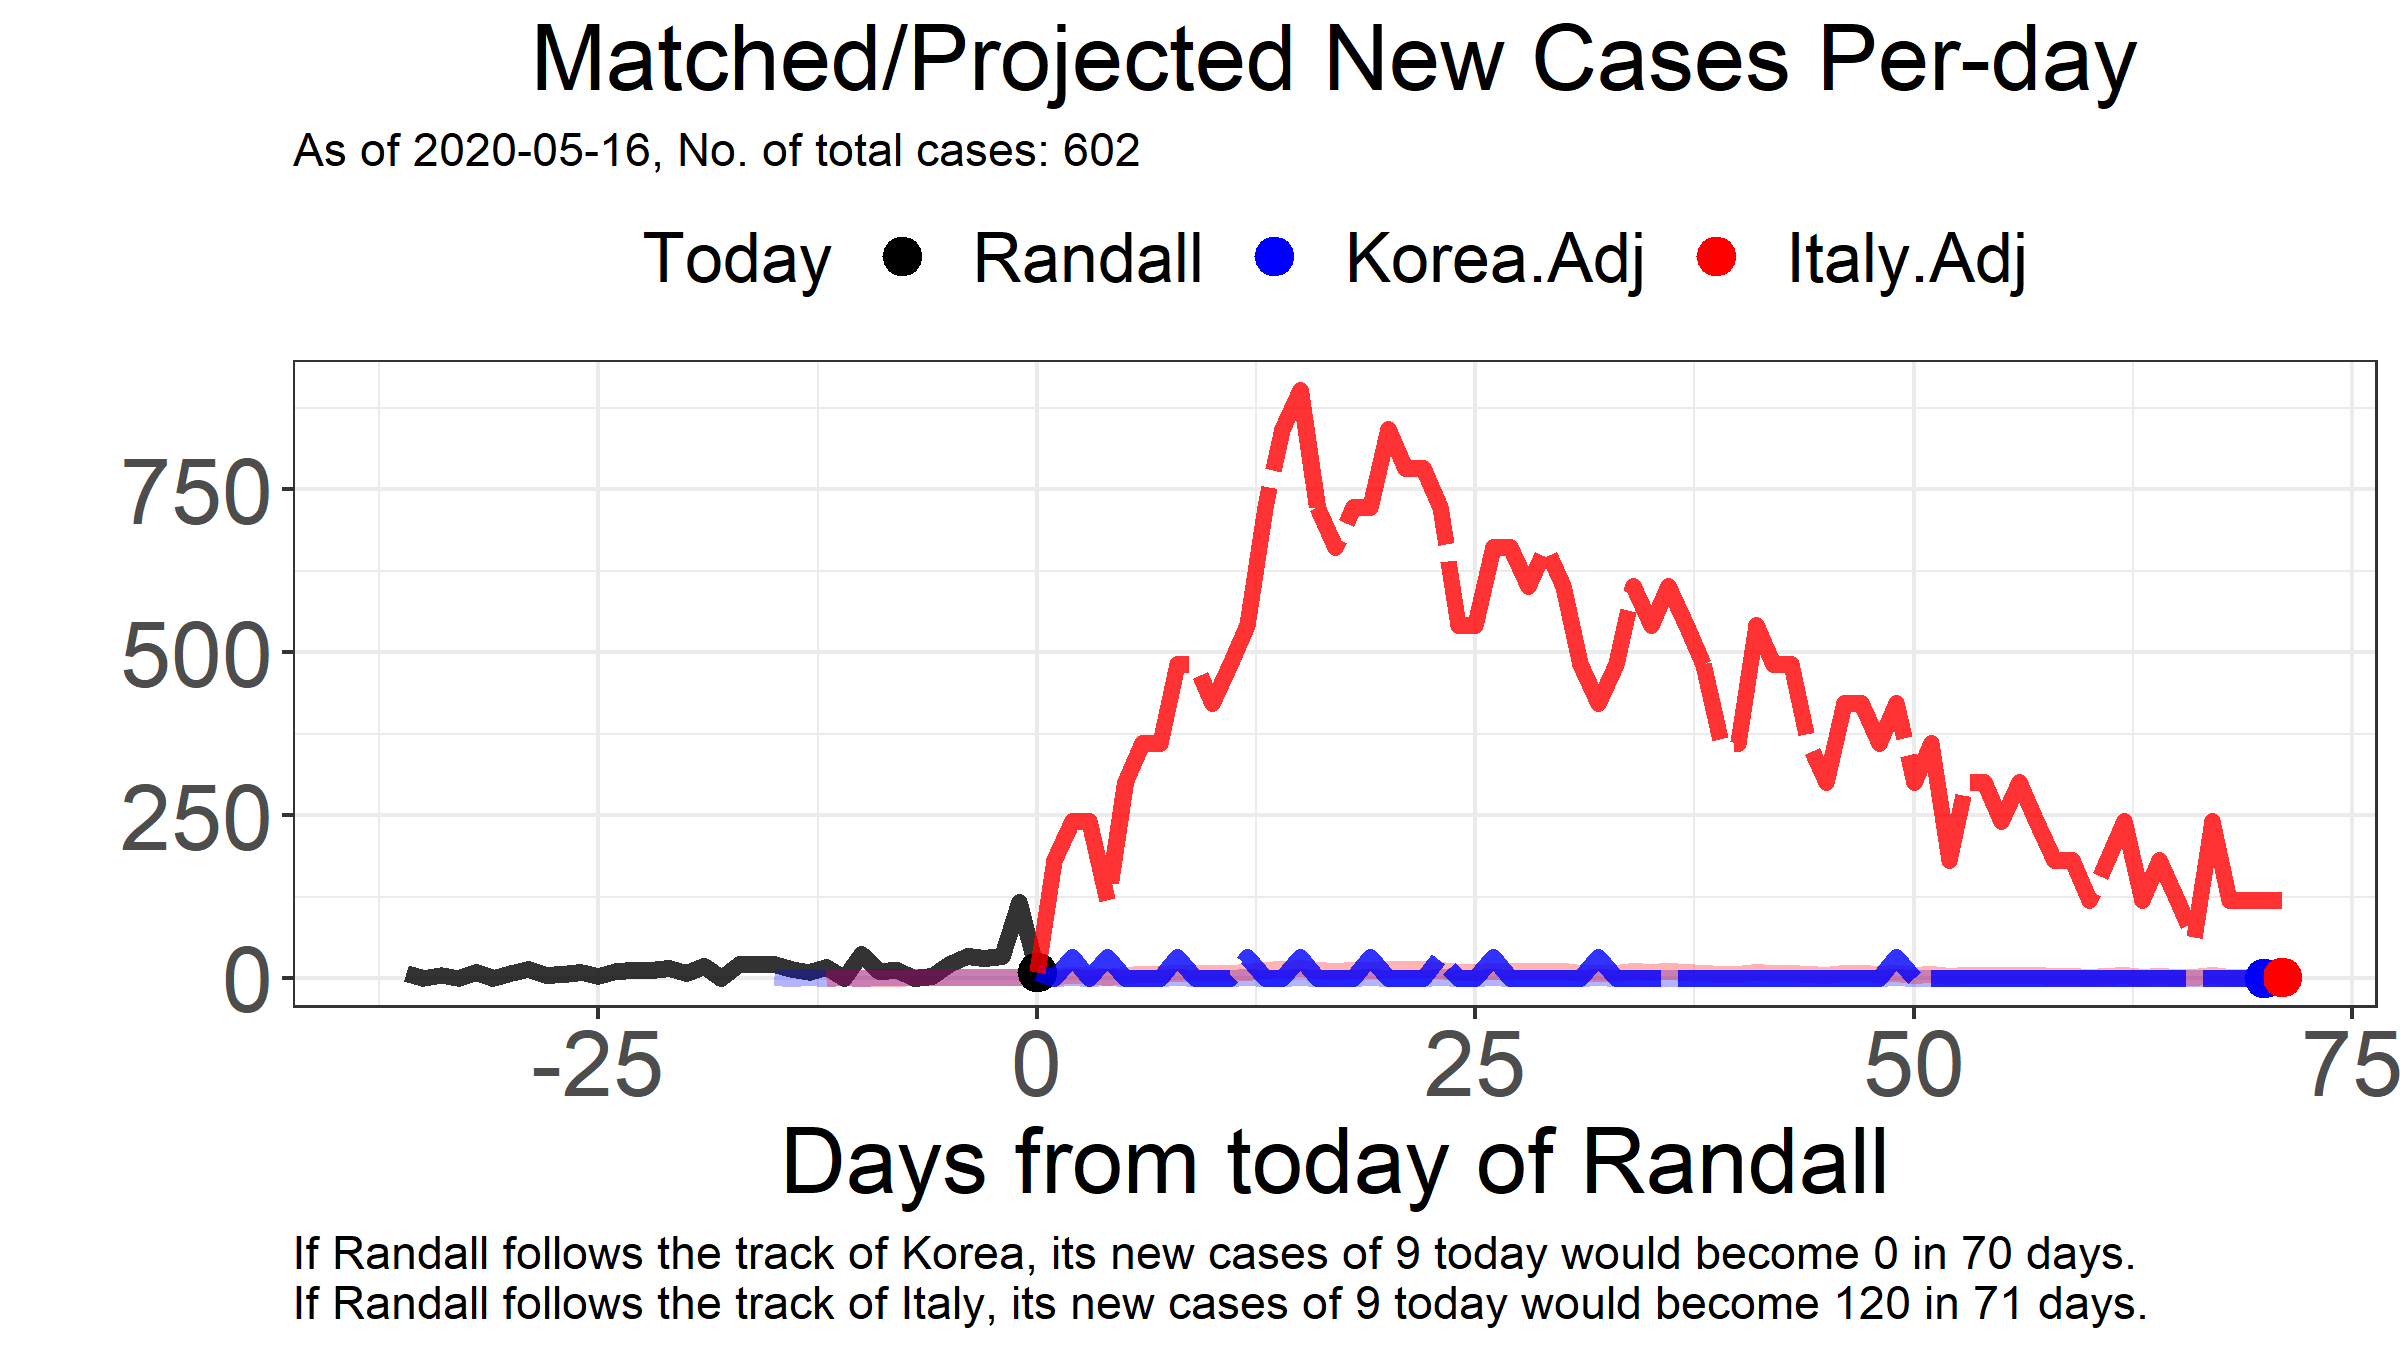 Matched/Projected New Cases Per-day
As of 2020-05-16, No. of total cases: 602
Today Randall Korea.Adj Italy.Adj
750
500
250
0
-25 0 25 50 75
Days from today of Randall
If Randall follows the track of Korea, its new cases of 9 today would become 0 in 70 days.
If Randall follows the track of Italy, its new cases of 9 today would become 120 in 71 days.